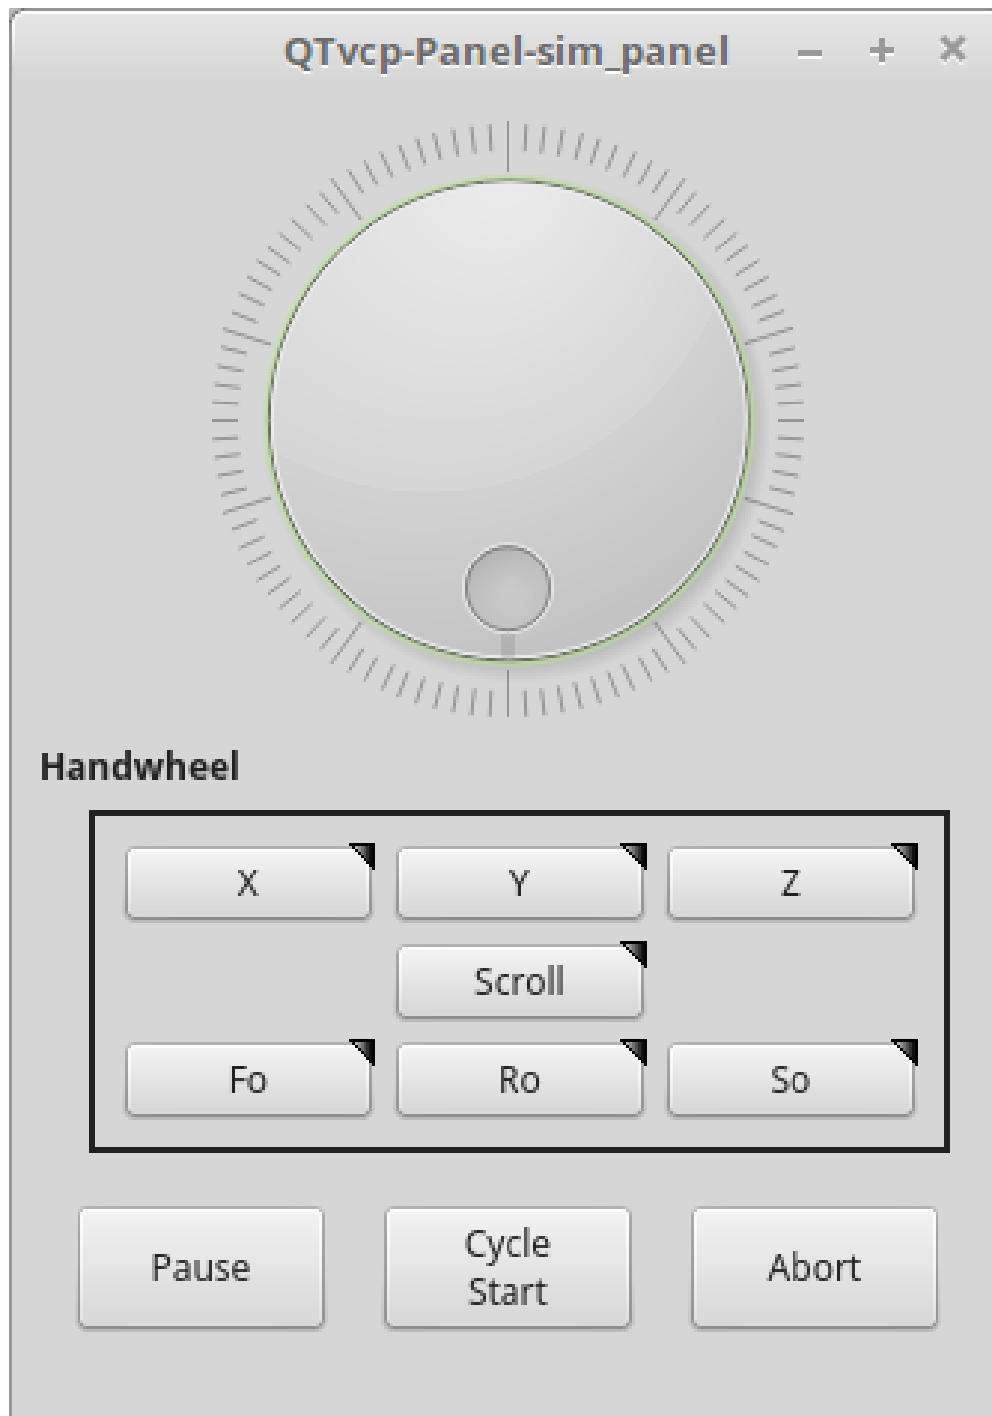 QTvcp-Panel-sim_panel
Handwheel
X Y Z
Scroll
Fo Ro So
Pause
Cycle
Start
Abort